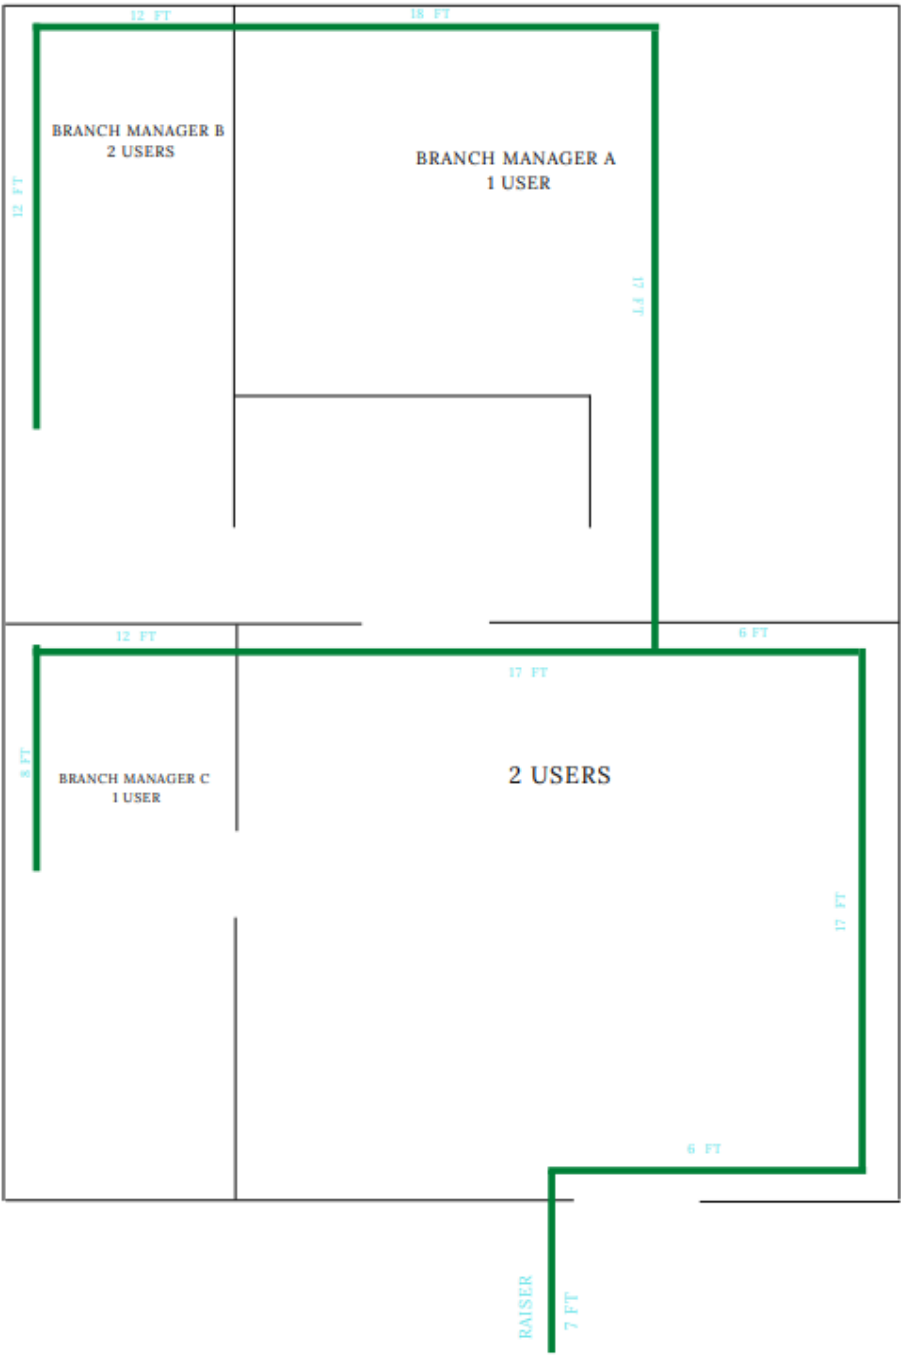 12 FT
18 FT
BRANCH MANAGER B
2 USERS
BRANCH MANAGER A
1 USER
12 FT
17 FT
12 FT
6 FT
17 FT
8 FT
BRANCH MANAGER C
1 USER
2 USERS
17 FT
6 FT
RAISER
7 FT